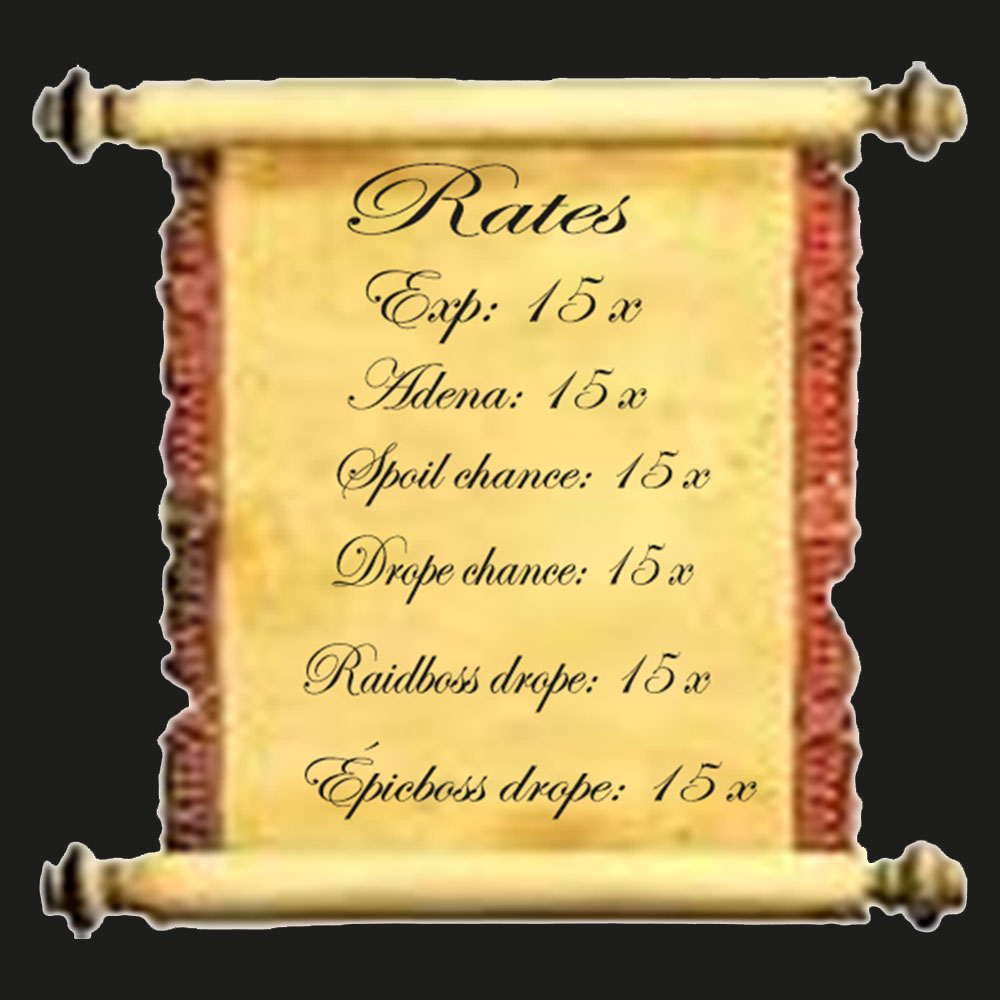 Rates
Exp: 15 x
Adena: 15 x
Spoil chance: 15 x
Drope chance: 15 x
Raidboss drope: 15 x
Épicboss drope: 15 x